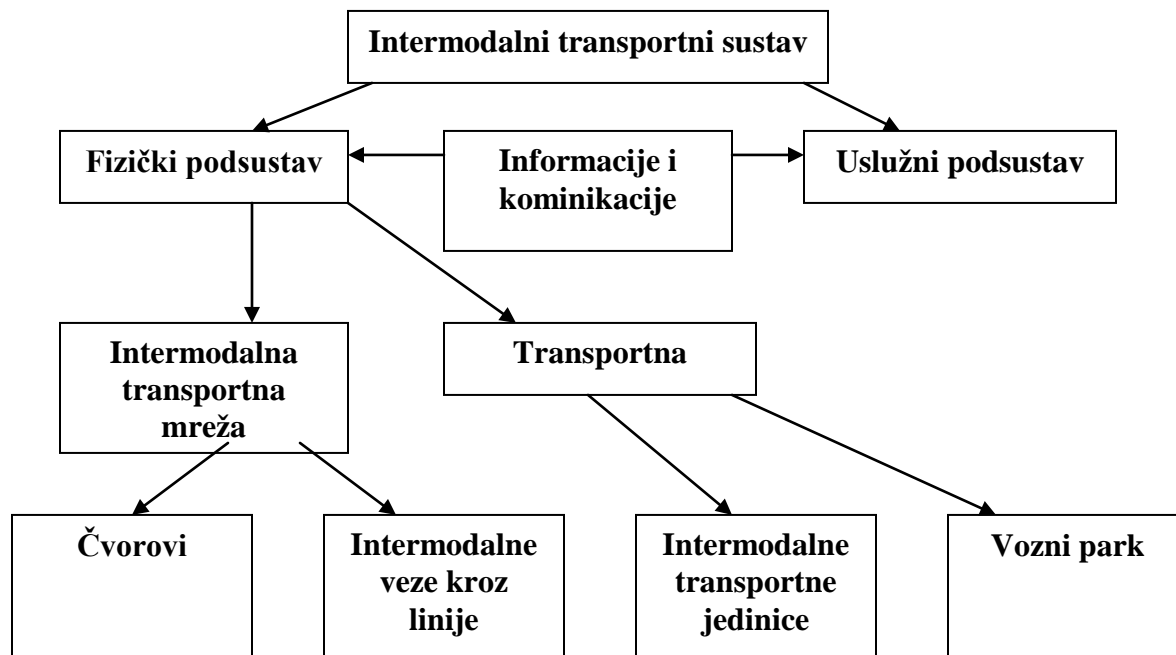 Intermodalni transportni sustav
Fizički podsustav
Informacije i
kominikacije
Uslužni podsustav
Intermodalna
transportna
mreža
Transportna
Čvorovi
Intermodalne
veze kroz
linije
Intermodalne
transportne
jedinice
Vozni park